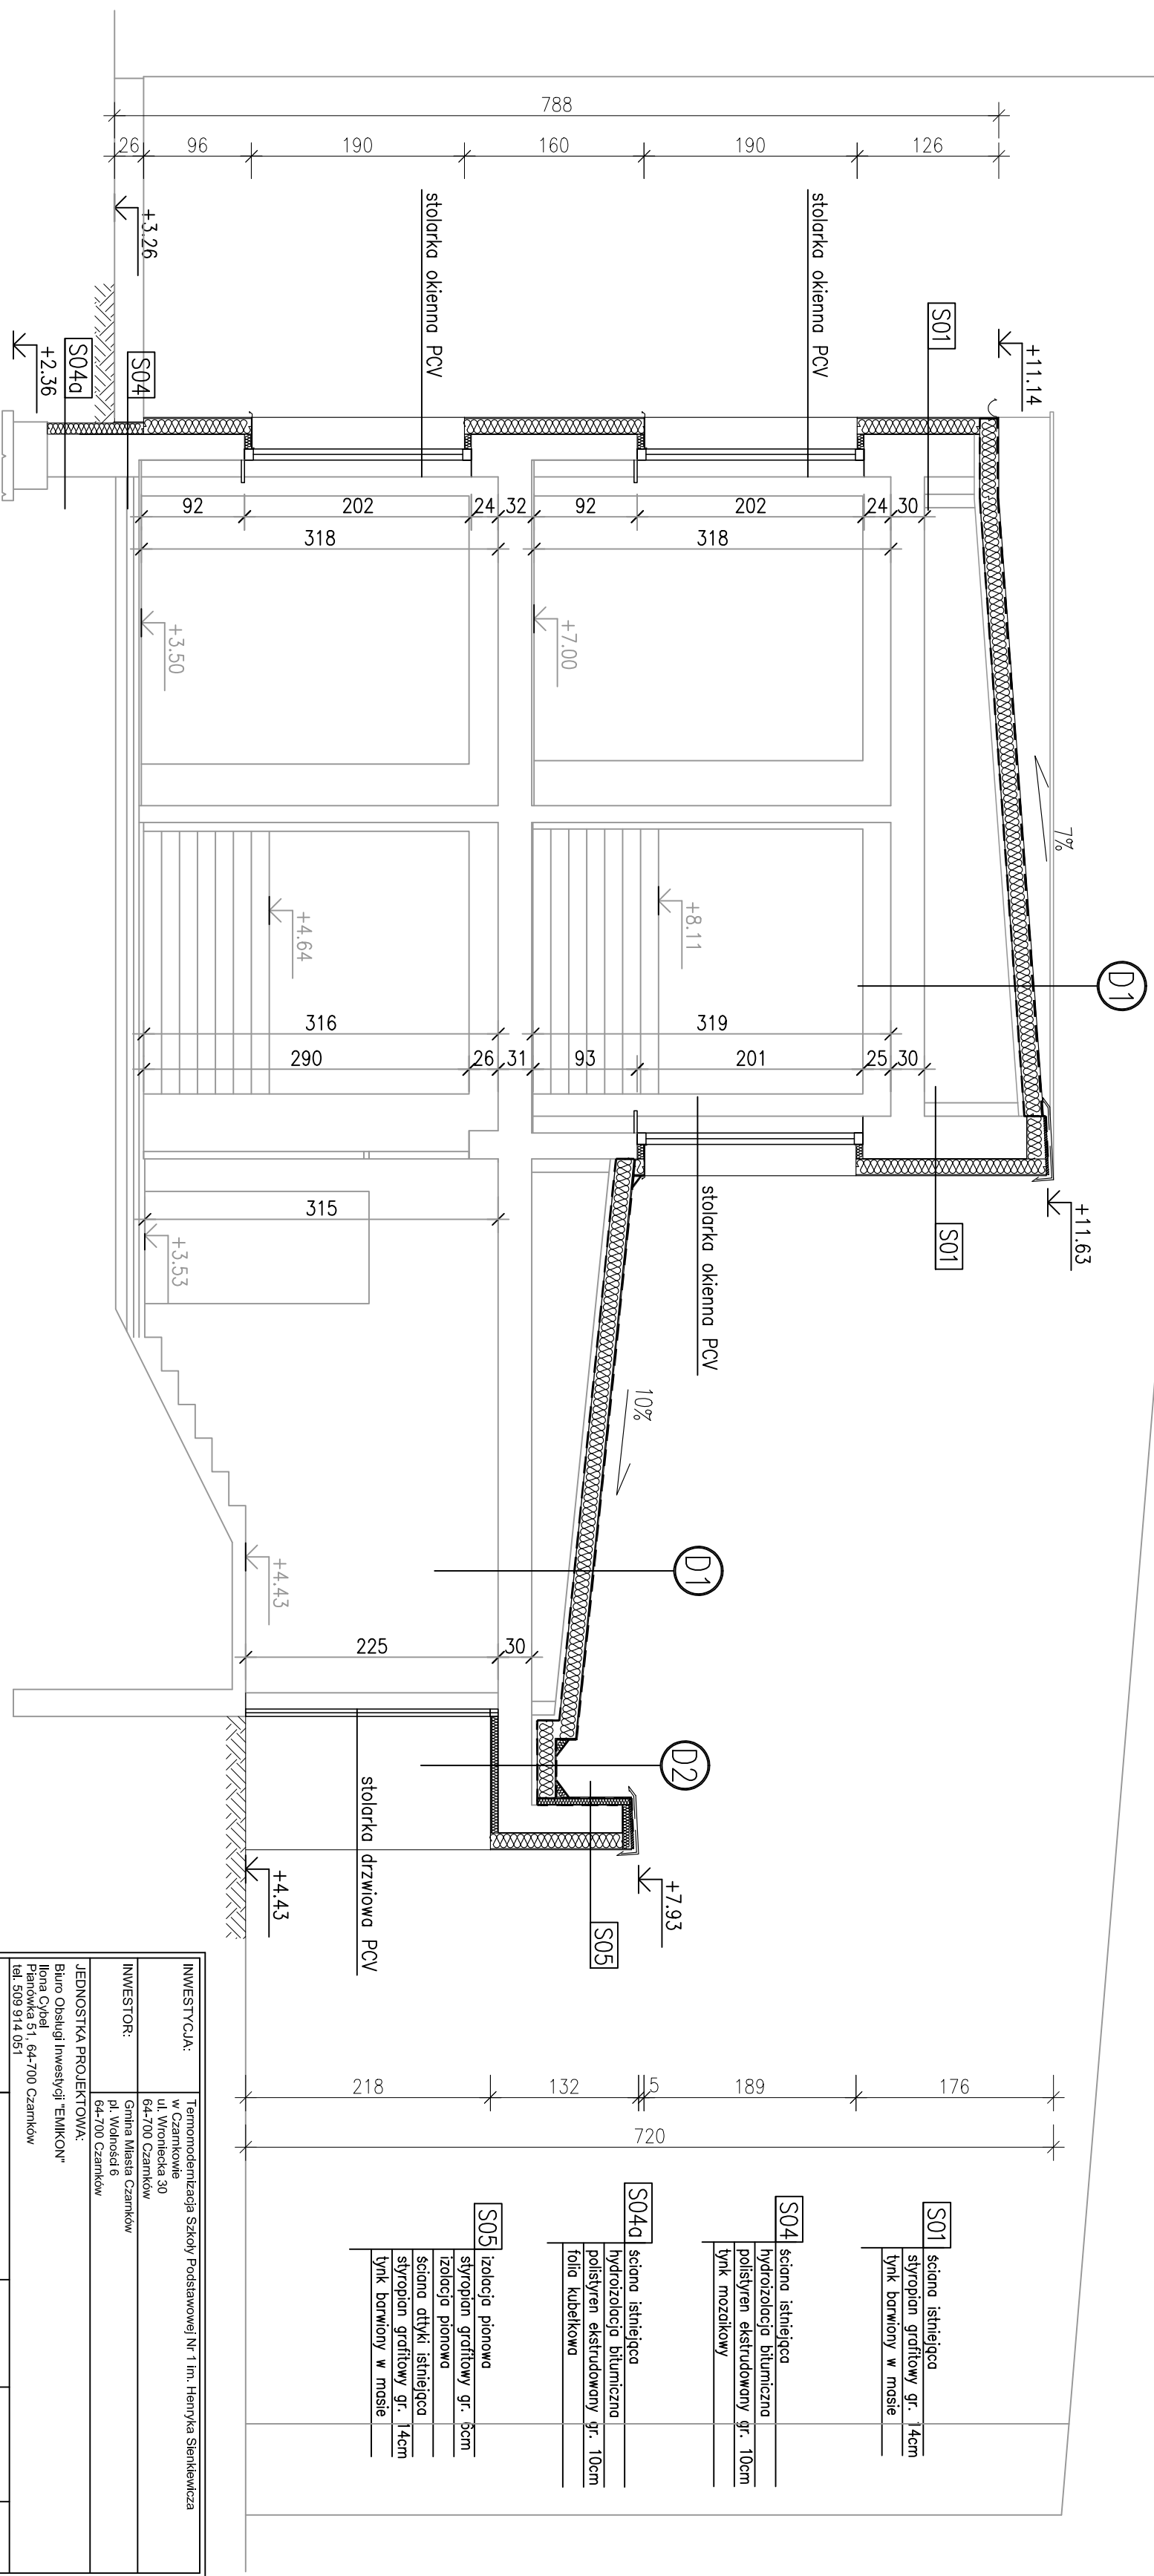 788
26
96
190
160
190
126
+3.26
stolarka okienna PCV
stolarka okienna PCV
S01
+11.14
S04
S04a
+2.36
92
202
24
32
92
202
24
30
318
318
+3.50
+7.00
7%
D1
+4.64
+8.11
316
319
290
26
31
93
201
25
30
315
+3.53
stolarka okienna PCV
S01
+11.63
10%
D1
+4.43
225
30
D2
stolarka drzwiowa PCV
+4.43
+7.93
S05
218
132
5
189
176
720
S01
ściana istniejąca
styropian grafitowy gr. 14cm
tynk barwiony w masie
S04
ściana istniejąca
hydroizolacja bitumiczna
polistyren ekstrudowany gr. 10cm
tynk mozaikowy
S04a
ściana istniejąca
hydroizolacja bitumiczna
polistyren ekstrudowany gr. 10cm
folia kubełkowa
S05
izolacja pionowa
styropian grafitowy gr. 6cm
izolacja pionowa
ściana attyki istniejąca
styropian grafitowy gr. 14cm
tynk barwiony w masie
INWESTYCJA:
Termomodernizacja Szkoły Podstawowej Nr 1 im. Henryka Sienkiewicza
w Czarnkowie
ul. Wroniecka 30
64-700 Czarnków
INWESTOR:
Gmina Miasta Czarnków
pl. Wolności 6
64-700 Czarnków
JEDNOSTKA PROJEKTOWA:
Biuro Obsługi Inwestycji "EMIKON"
Ilona Cybel
Pianówka 51, 64-700 Czarnków
tel. 509 914 051